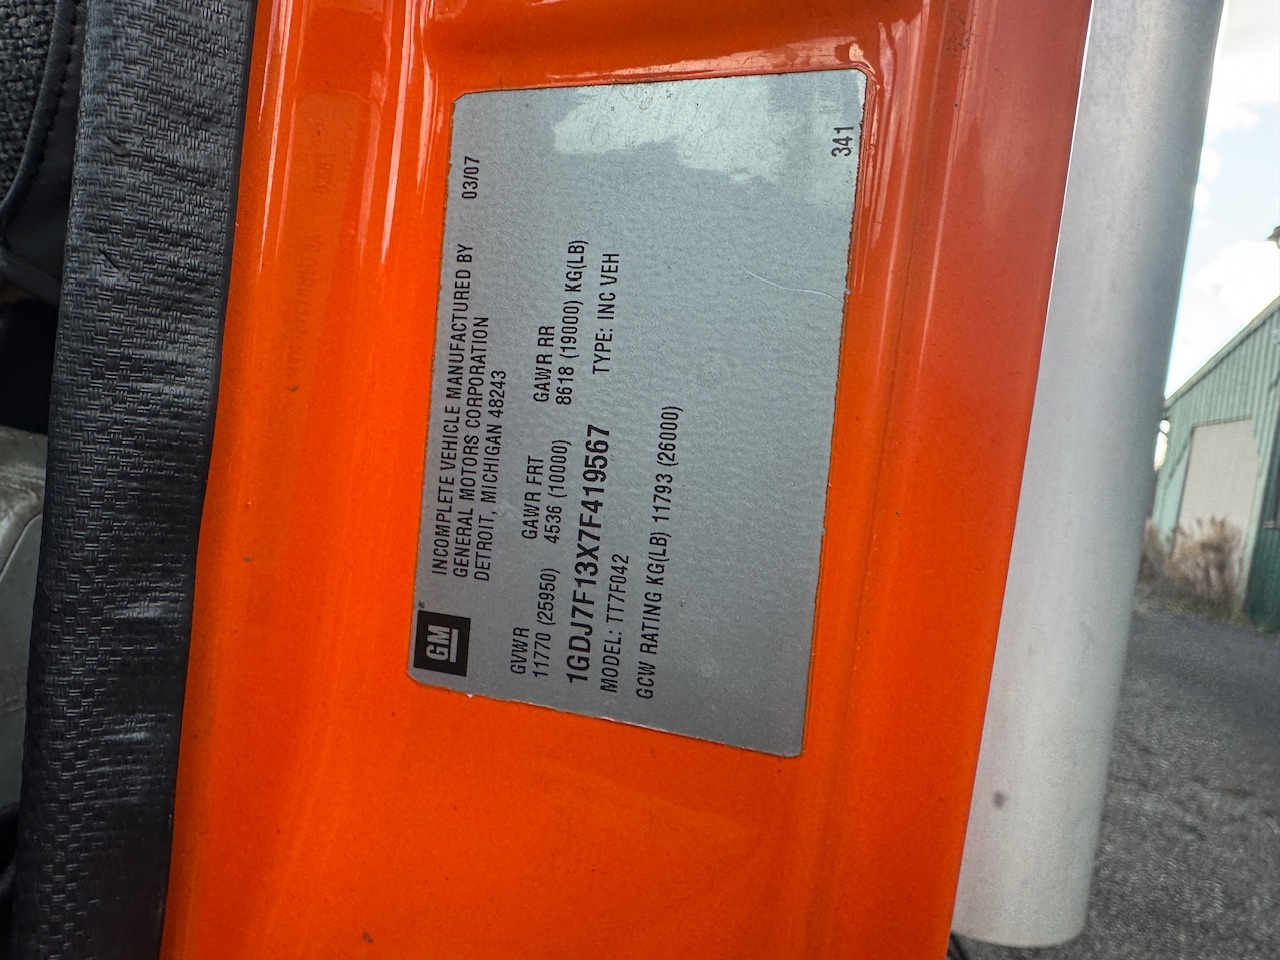 GM
INCOMPLETE VEHICLE MANUFACTURED BY 03/07
GENERAL MOTORS CORPORATION
DETROIT, MICHIGAN 48243
GVWR GAWR FRT GAWR RR
11770 (25950) 4536 (10000) 8618 (19000) KG(LB)
1GDJ7F13X7F419567 TYPE: INC VEH
MODEL: TT7F042
GCW RATING KG(LB) 11793 (26000)
341